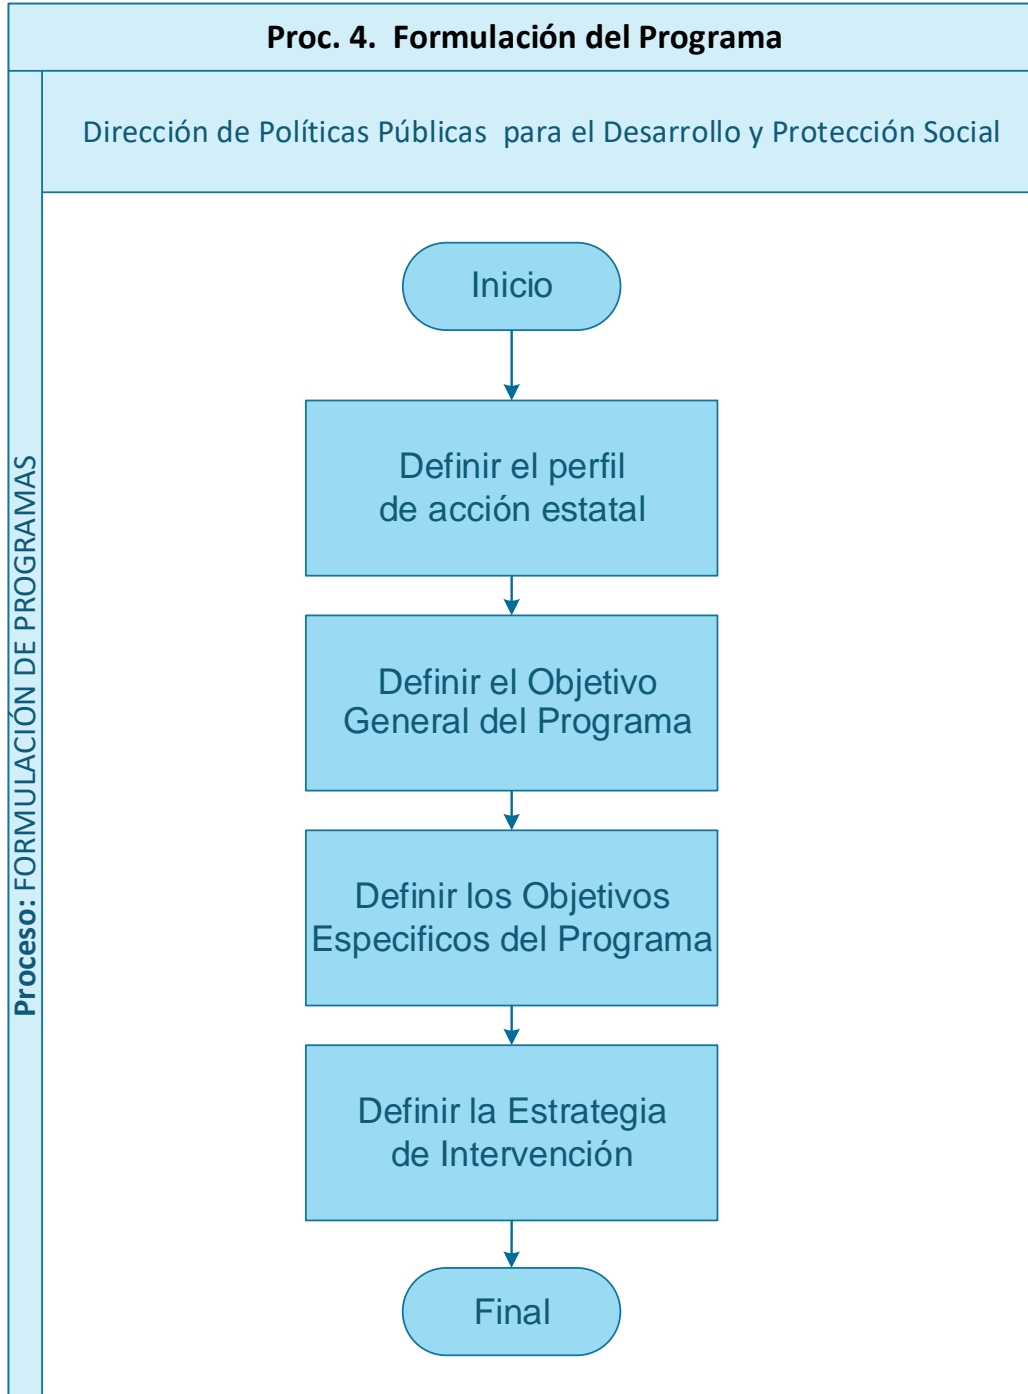 Proc. 4.  Formulación del Programa
Dirección de Políticas Públicas  para el Desarrollo y Protección Social
Proceso: FORMULACIÓN DE PROGRAMAS
Inicio
Definir el perfil
de acción estatal
Definir el Objetivo
General del Programa
Definir los Objetivos
Especificos del Programa
Definir la Estrategia
de Intervención
Final